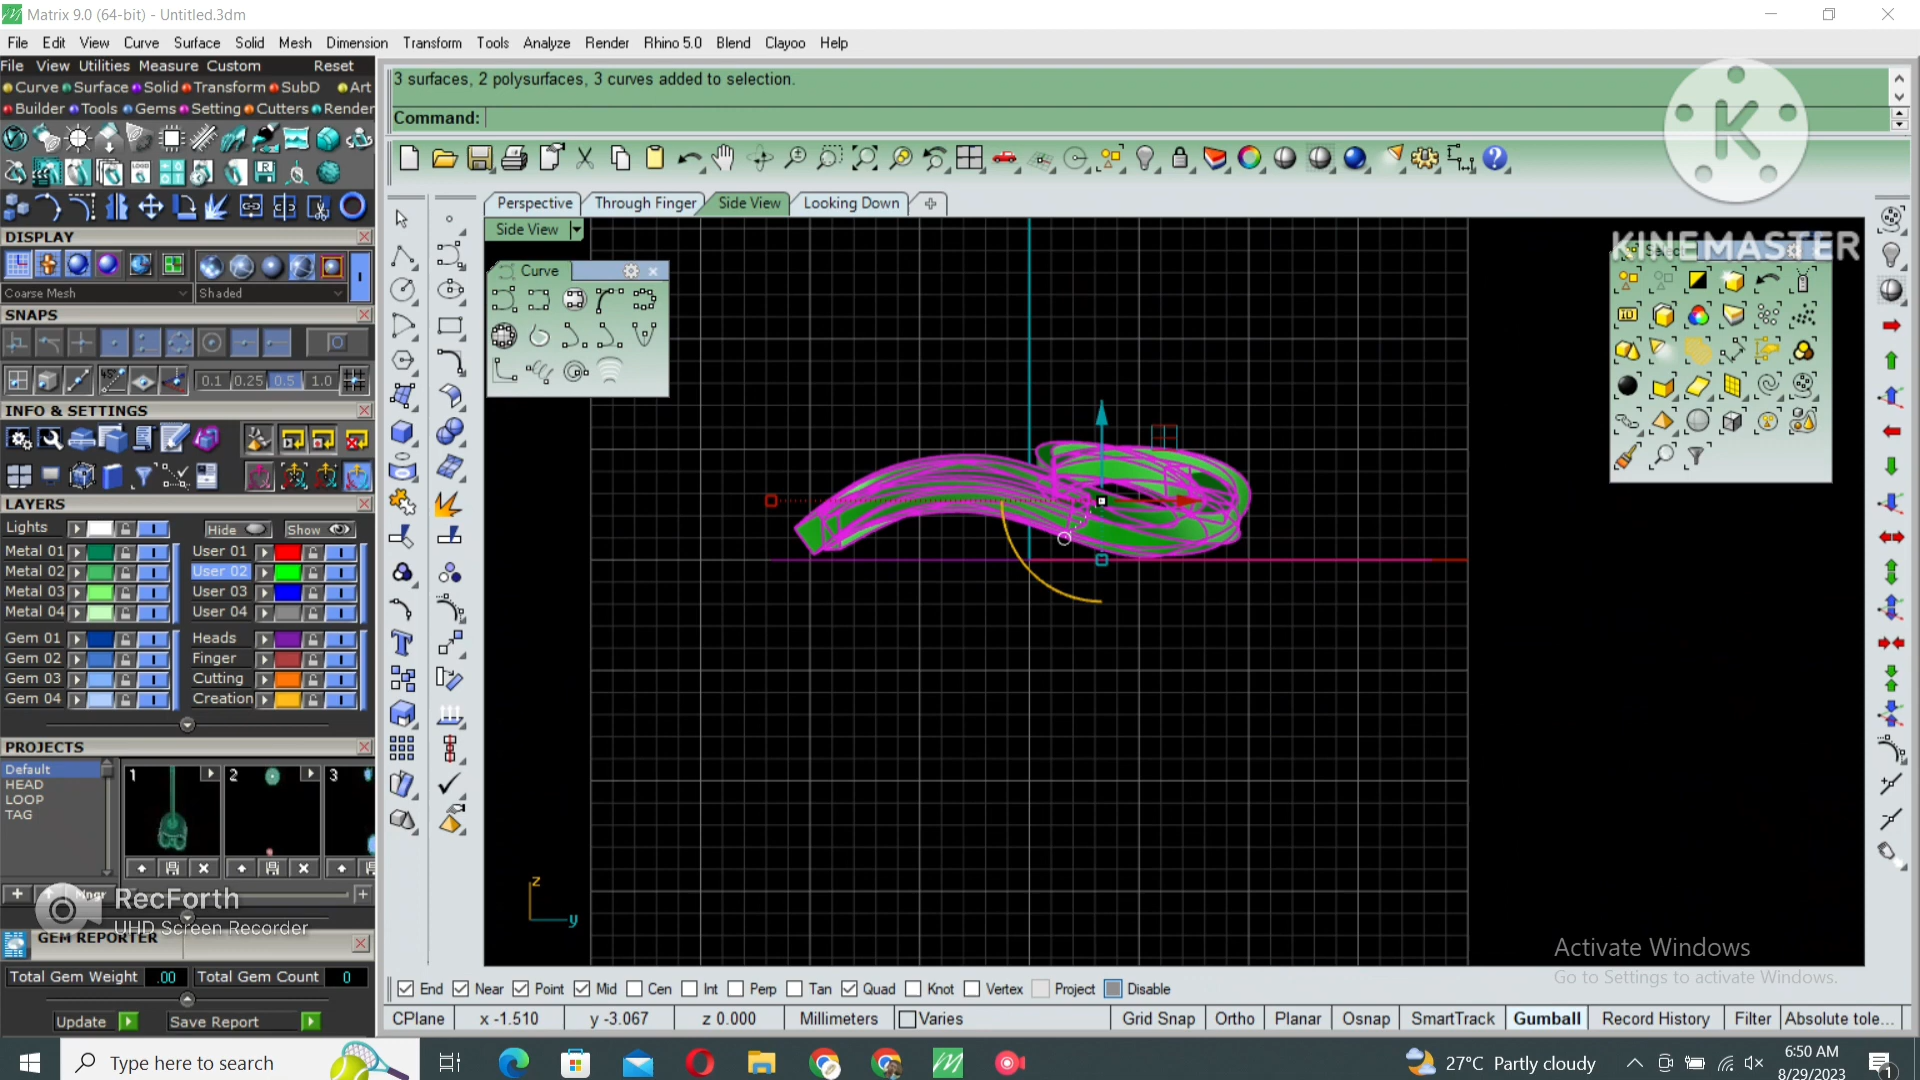 Matrix 9.0 (64-bit) - Untitled.3dm
File Edit View Curve Surface Solid Mesh Dimension Transform Tools Analyze Render Rhino 5.0 Blend Clayoo Help
File View Utilities Measure Custom Reset
Curve Surface Solid Transform SubD Art
Builder Tools Gems Setting Cutters Render
3 surfaces, 2 polysurfaces, 3 curves added to selection.
Command:
K
KINEMASTER
Perspective Through Finger Side View Looking Down
Side View
Curve
DISPLAY
Coarse Mesh Shaded
SNAPS
0.1 0.25 0.5 1.0
INFO & SETTINGS
LAYERS
Lights Hide Show
Metal 01 User 01
Metal 02 User 02
Metal 03 User 03
Metal 04 User 04
Gem 01 Heads
Gem 02 Finger
Gem 03 Cutting
Gem 04 Creation
PROJECTS
Default
HEAD
LOOP
TAG
1 2 3
Mngr
RecForth
UHD Screen Recorder
GEM REPORTER
Total Gem Weight .00 Total Gem Count 0
Update Save Report
z
y
Activate Windows
Go to Settings to activate Windows.
End Near Point Mid Cen Int Perp Tan Quad Knot Vertex Project Disable
CPlane x -1.510 y -3.067 z 0.000 Millimeters Varies Grid Snap Ortho Planar Osnap SmartTrack Gumball Record History Filter Absolute tole...
Type here to search
27°C Partly cloudy
6:50 AM
8/29/2023
1